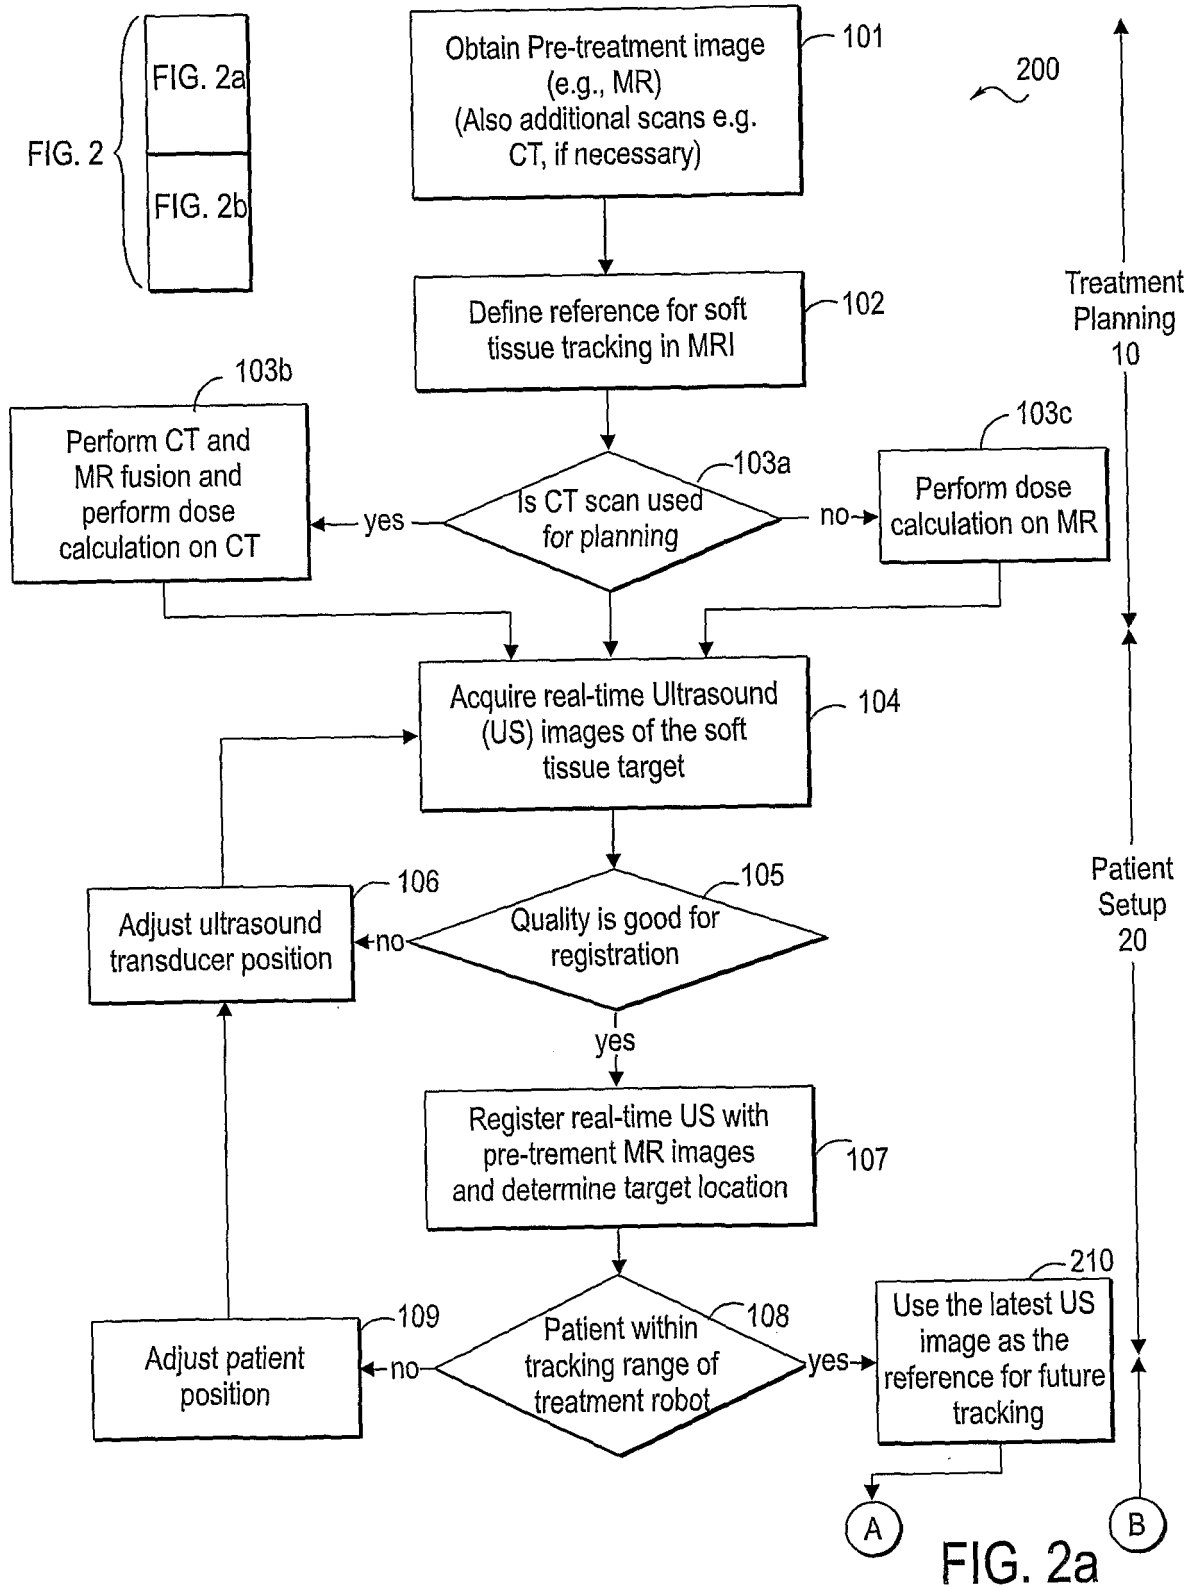 FIG. 2
FIG. 2a
FIG. 2b
Obtain Pre-treatment image
(e.g., MR)
(Also additional scans e.g.
CT, if necessary)
101
200
Define reference for soft
tissue tracking in MRI
102
Treatment
Planning
10
103b
Perform CT and
MR fusion and
perform dose
calculation on CT
yes
Is CT scan used
for planning
103a
no
103c
Perform dose
calculation on MR
Acquire real-time Ultrasound
(US) images of the soft
tissue target
104
Patient
Setup
20
106
Adjust ultrasound
transducer position
no
Quality is good for
registration
105
yes
Register real-time US with
pre-trement MR images
and determine target location
107
109
Adjust patient
position
no
Patient within
tracking range of
treatment robot
108
yes
210
Use the latest US
image as the
reference for future
tracking
A
B
FIG. 2a